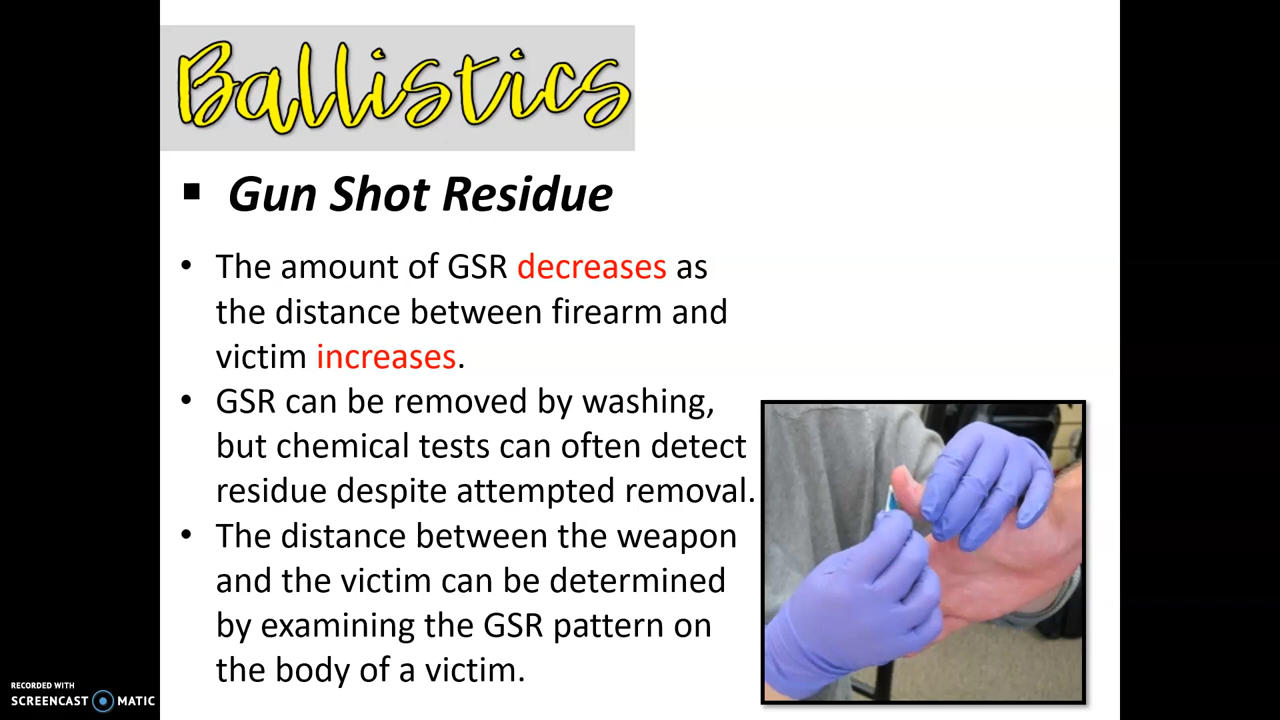 Ballistics
▪ Gun Shot Residue
• The amount of GSR decreases as
the distance between firearm and
victim increases.
• GSR can be removed by washing,
but chemical tests can often detect
residue despite attempted removal.
• The distance between the weapon
and the victim can be determined
by examining the GSR pattern on
the body of a victim.
RECORDED WITH
SCREENCAST MATIC